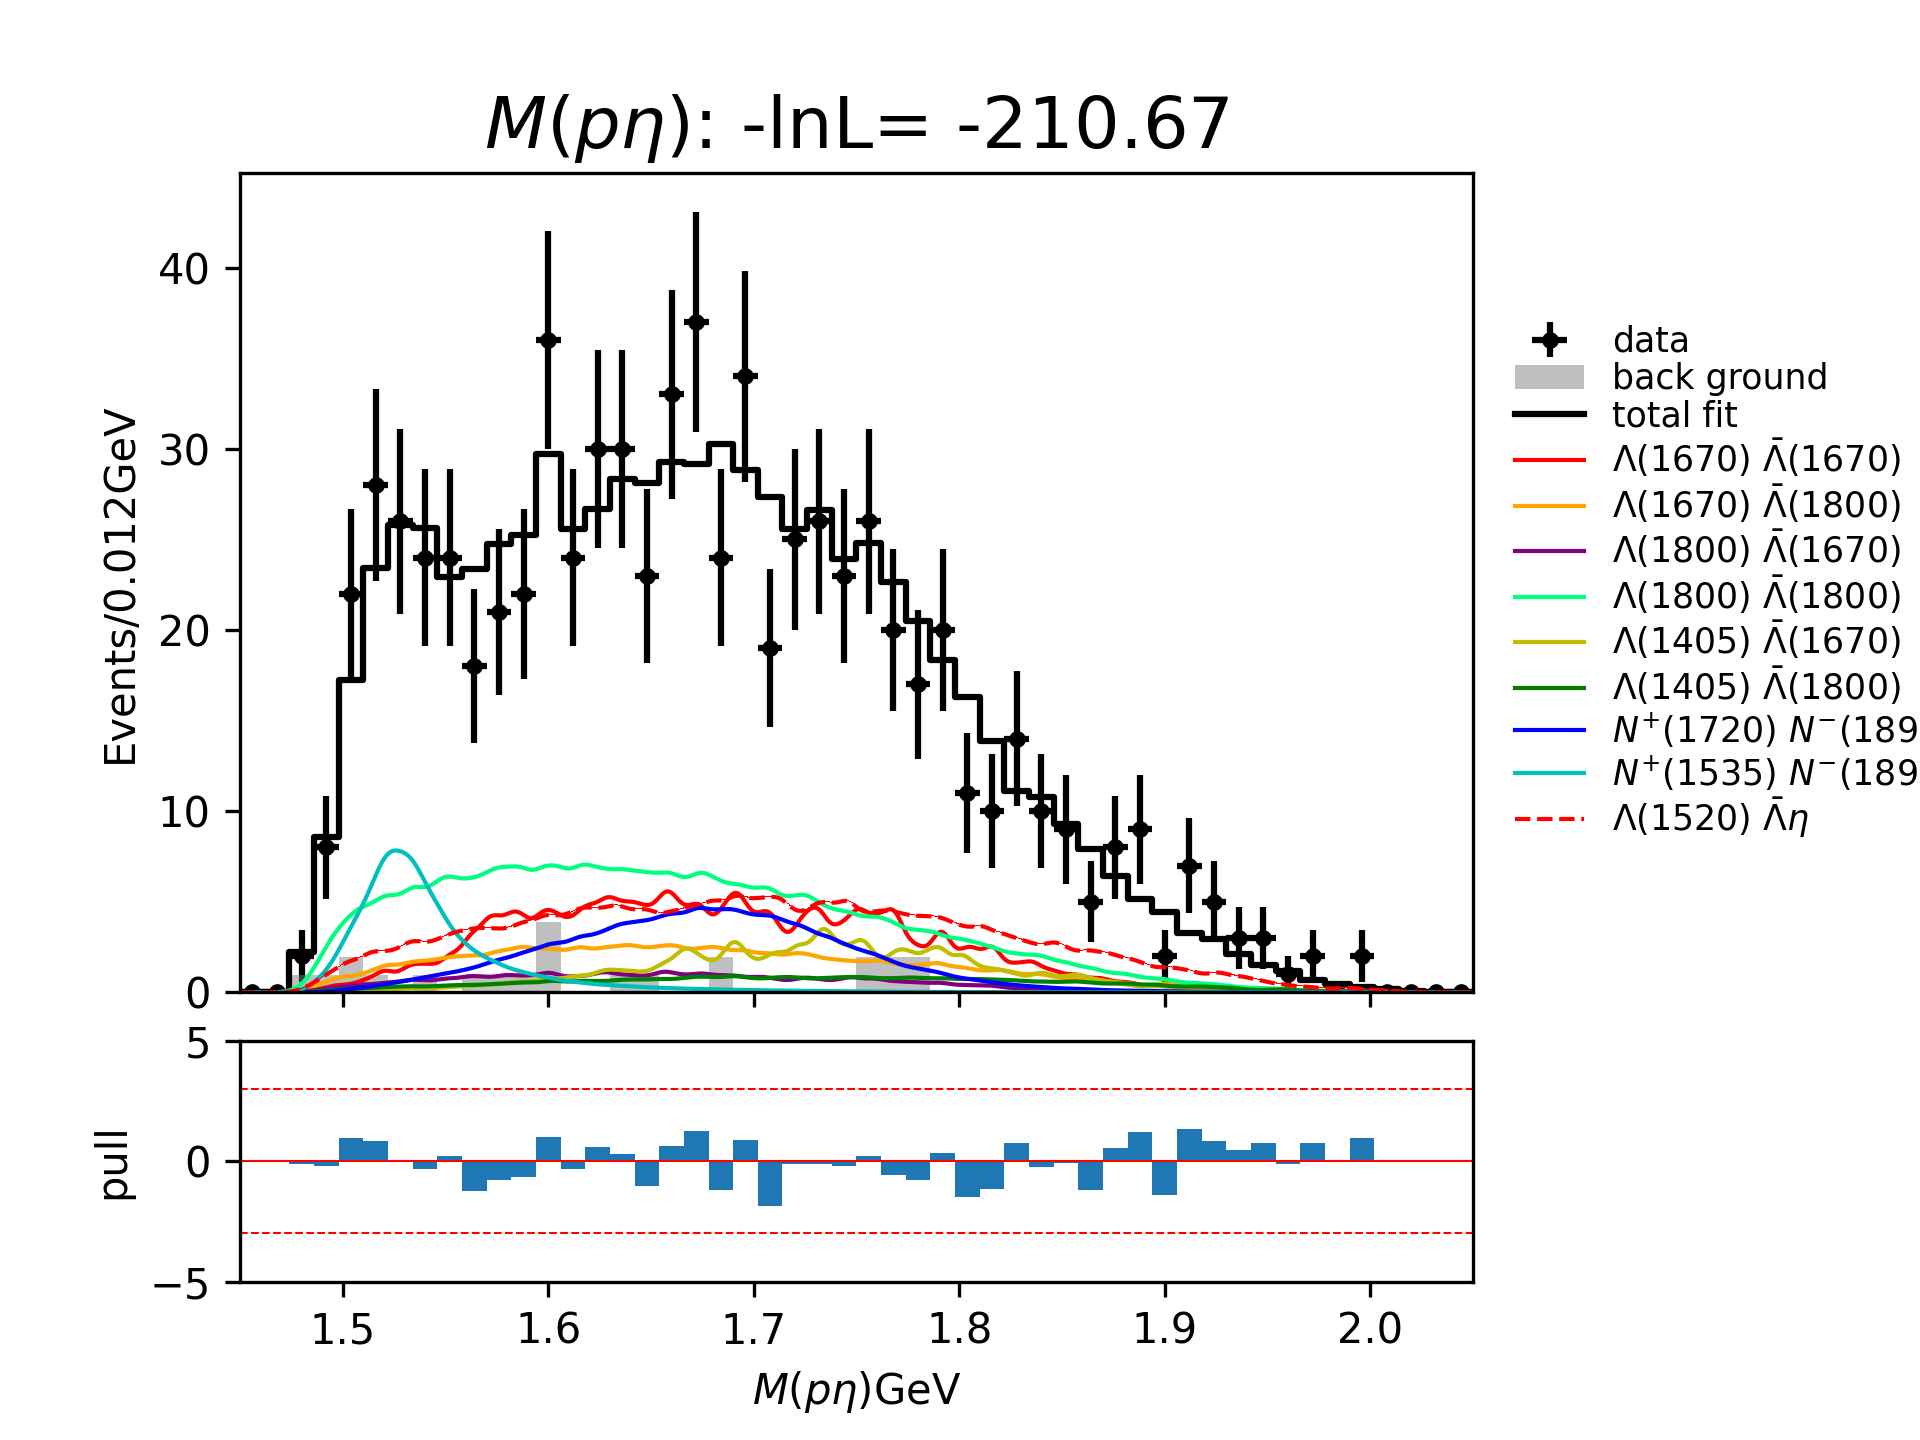 M(pη): -lnL= -210.67
Events/0.012GeV
40
30
20
10
0
data
back ground
total fit
Λ(1670) Λ̄(1670)
Λ(1670) Λ̄(1800)
Λ(1800) Λ̄(1670)
Λ(1800) Λ̄(1800)
Λ(1405) Λ̄(1670)
Λ(1405) Λ̄(1800)
N⁺(1720) N⁻(189
N⁺(1535) N⁻(189
Λ(1520) Λ̄η
pull
5
0
−5
1.5 1.6 1.7 1.8 1.9 2.0
M(pη)GeV